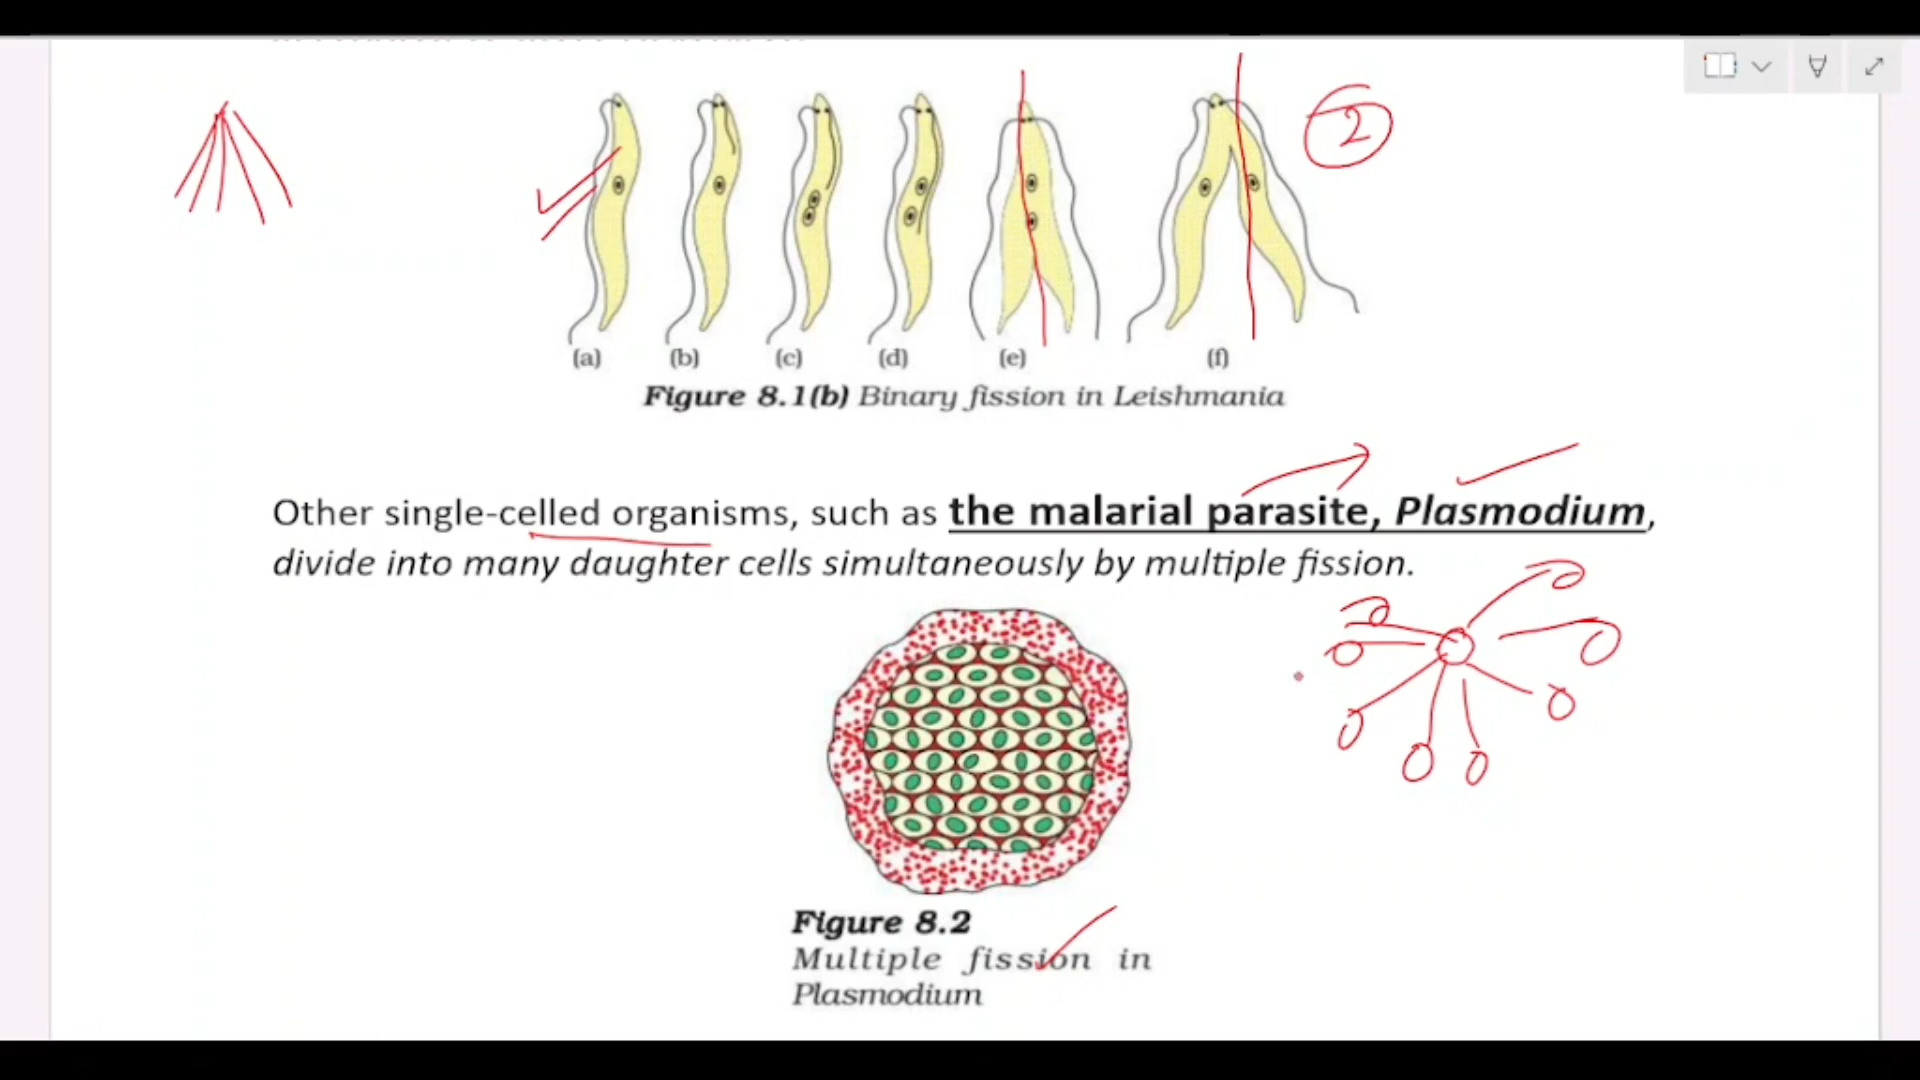 2
(a) (b) (c) (d) (e) (f)
Figure 8.1(b) Binary fission in Leishmania
Other single-celled organisms, such as the malarial parasite, Plasmodium,
divide into many daughter cells simultaneously by multiple fission.
Figure 8.2
Multiple fission in
Plasmodium